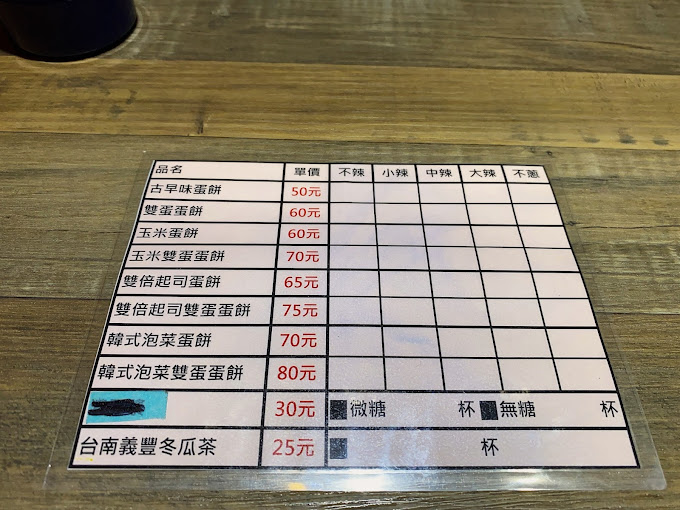 品名 單價 不辣 小辣 中辣 大辣 不蔥
古早味蛋餅 50元
雙蛋蛋餅 60元
玉米蛋餅 60元
玉米雙蛋蛋餅 70元
雙倍起司蛋餅 65元
雙倍起司雙蛋蛋餅 75元
韓式泡菜蛋餅 70元
韓式泡菜雙蛋蛋餅 80元
30元 微糖 杯 無糖 杯
台南義豐冬瓜茶 25元 杯